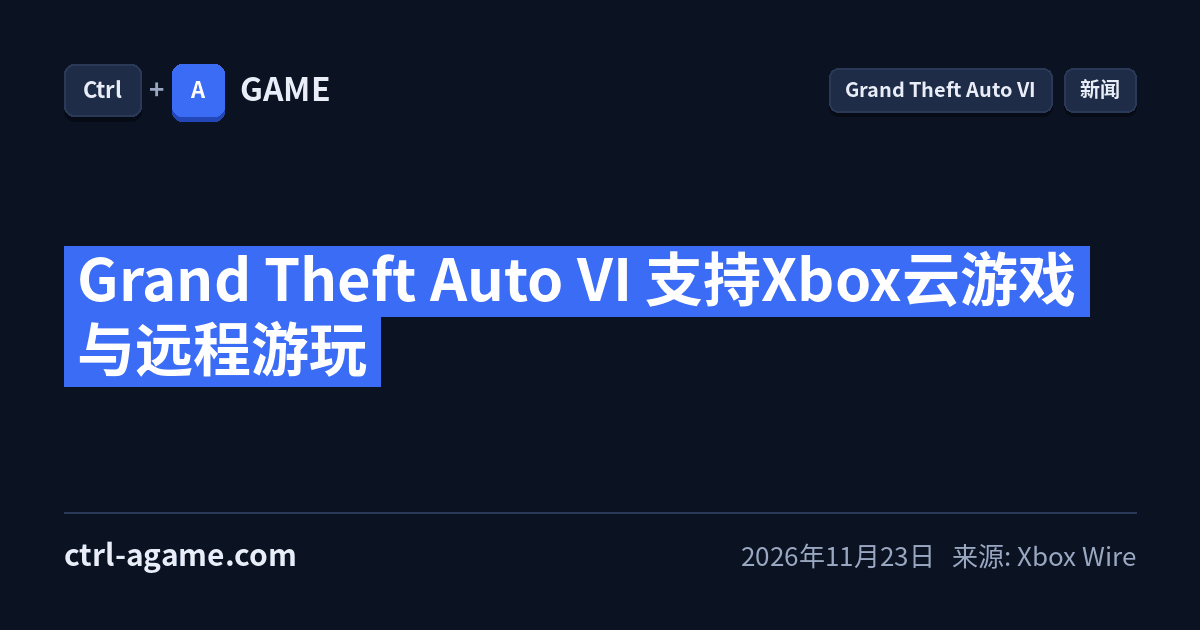 Ctrl + A GAME
Grand Theft Auto VI 新闻
Grand Theft Auto VI 支持Xbox云游戏
与远程游玩
ctrl-agame.com
2026年11月23日 来源: Xbox Wire